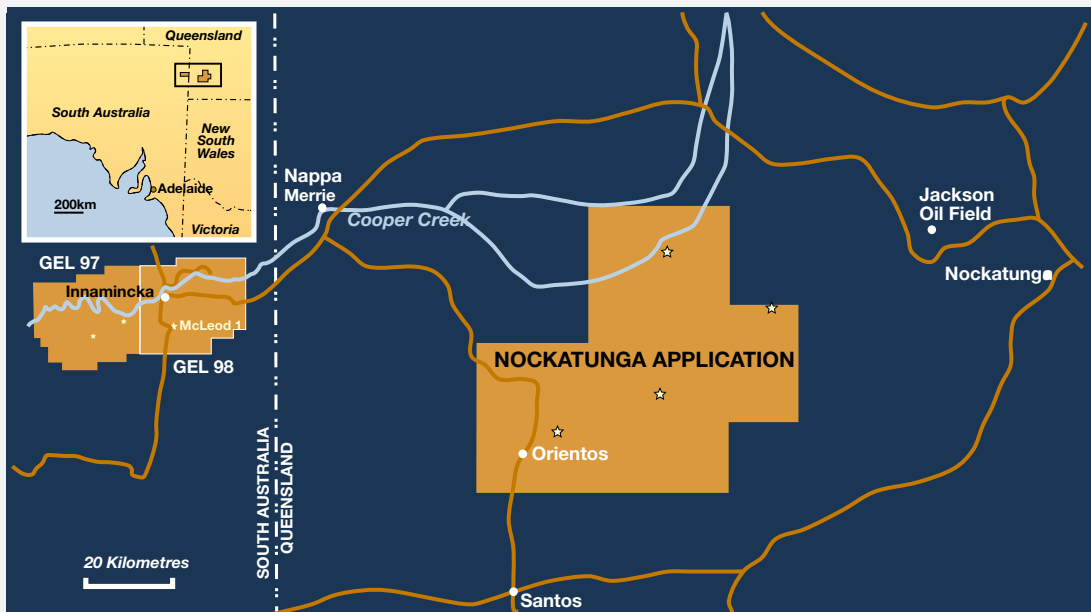 Queensland
South Australia
New
South
Wales
Adelaide
200km
Victoria
Nappa
Merrie
Cooper Creek
Jackson
Oil Field
Nockatunga
GEL 97
Innamincka
McLeod 1
GEL 98
NOCKATUNGA APPLICATION
Orientos
SOUTH AUSTRALIA
QUEENSLAND
20 Kilometres
Santos